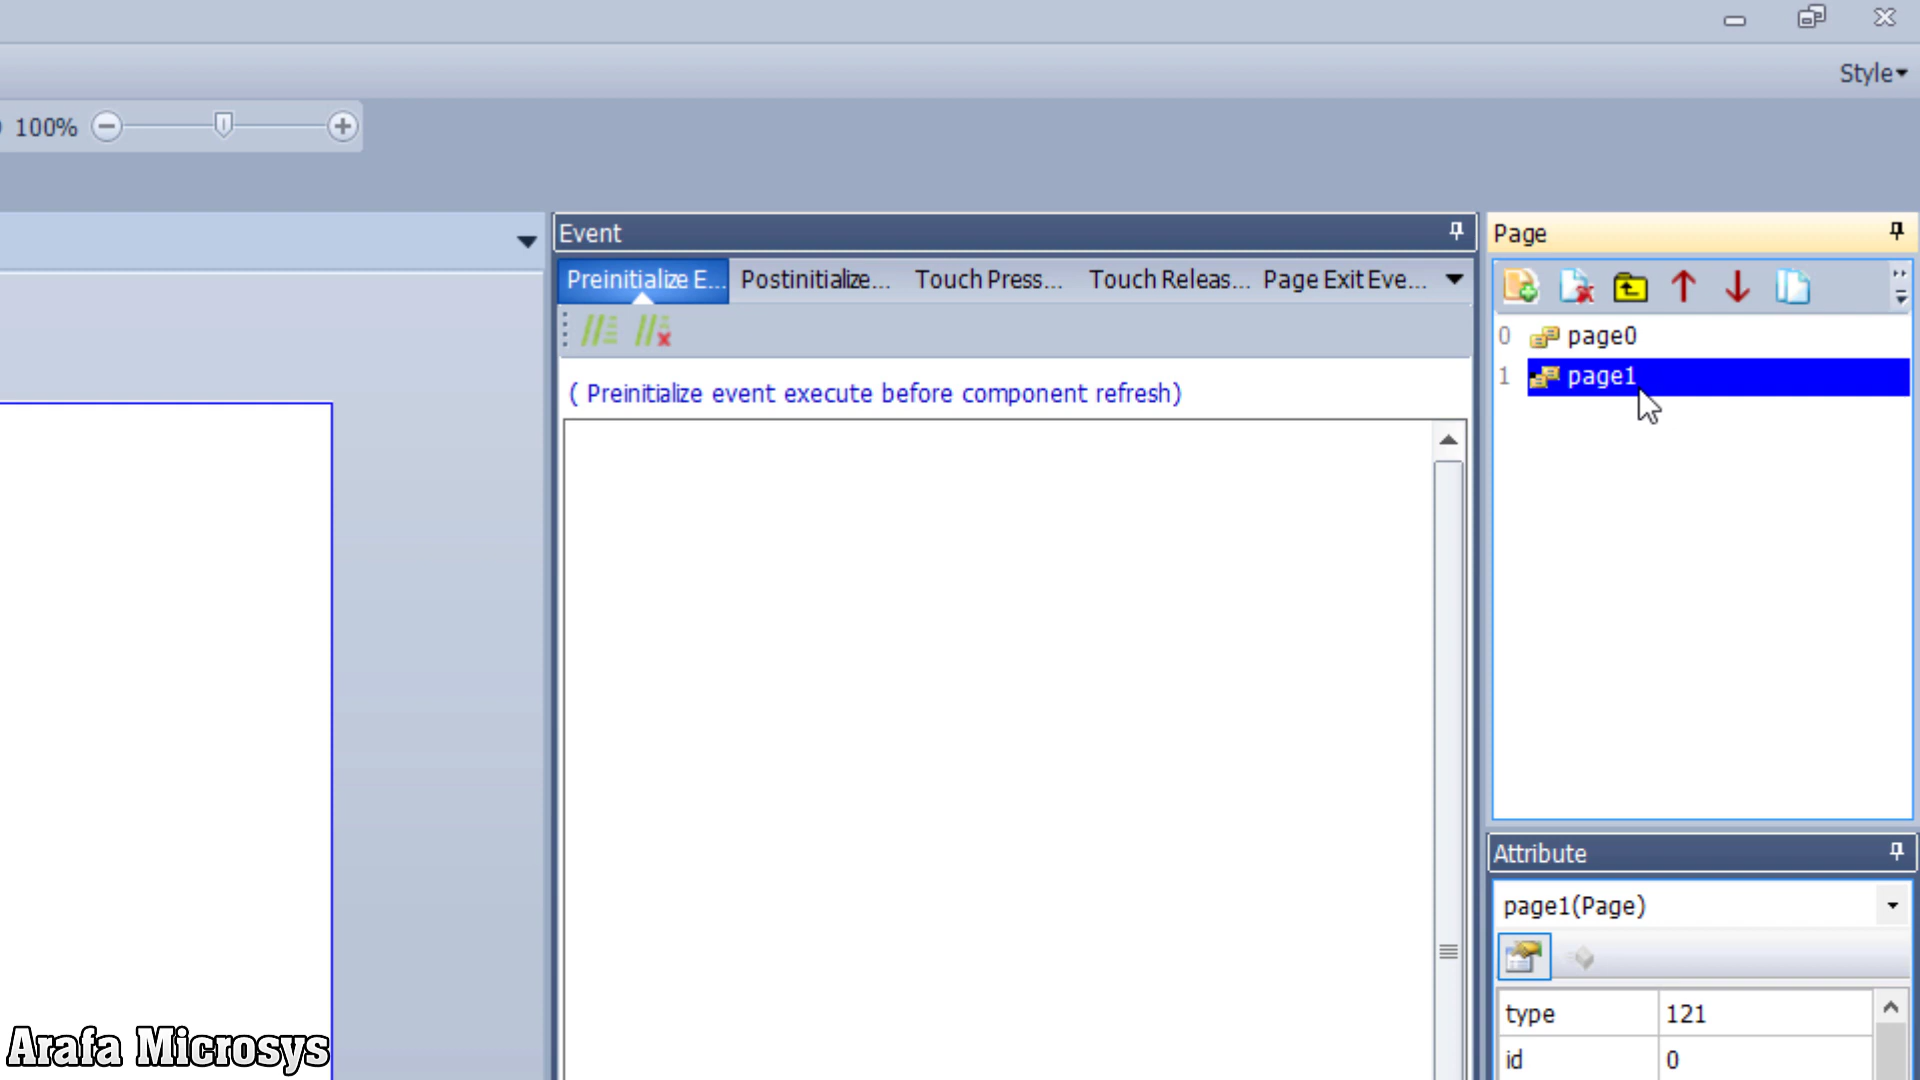 Style
100%
Event
Page
Preinitialize E... Postinitialize... Touch Press... Touch Releas... Page Exit Eve...
0 page0
1 page1
( Preinitialize event execute before component refresh)
Attribute
page1(Page)
type 121
id 0
Arafa Microsys